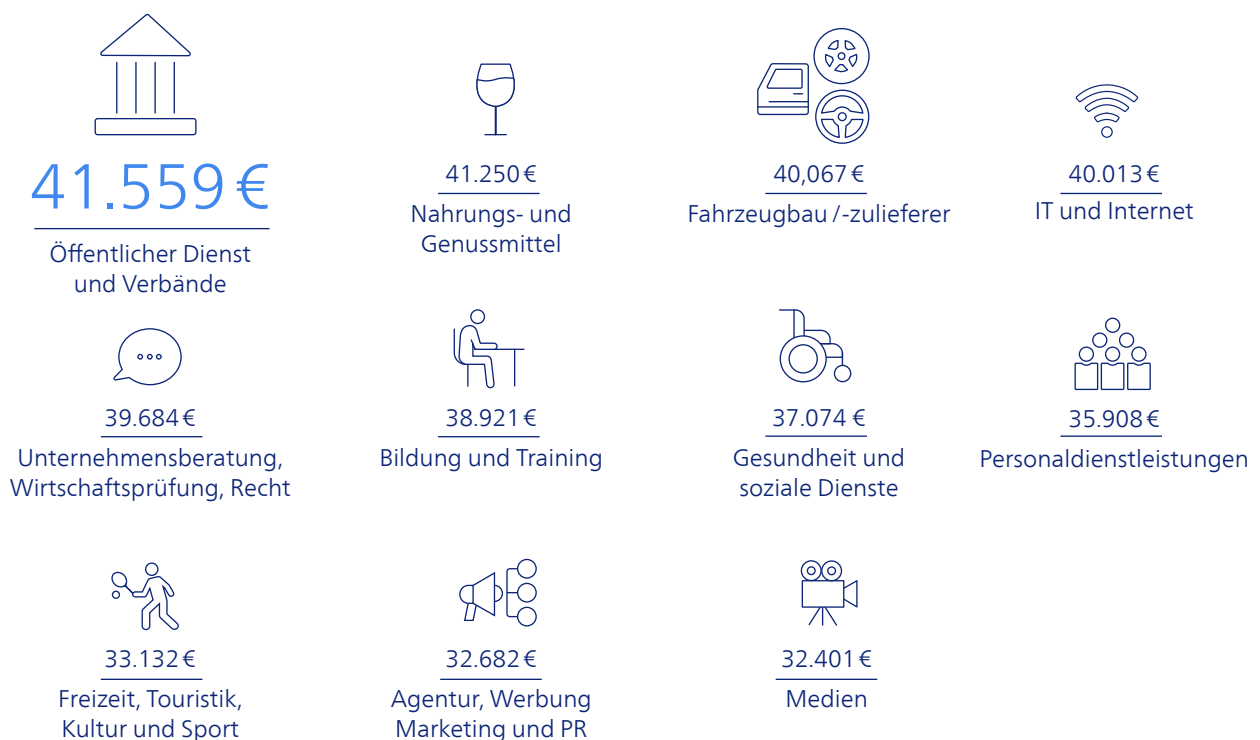 41.559 €
Öffentlicher Dienst
und Verbände
41.250 €
Nahrungs- und
Genussmittel
40,067 €
Fahrzeugbau /-zulieferer
40.013 €
IT und Internet
39.684 €
Unternehmensberatung,
Wirtschaftsprüfung, Recht
38.921 €
Bildung und Training
37.074 €
Gesundheit und
soziale Dienste
35.908 €
Personaldienstleistungen
33.132 €
Freizeit, Touristik,
Kultur und Sport
32.682 €
Agentur, Werbung
Marketing und PR
32.401 €
Medien